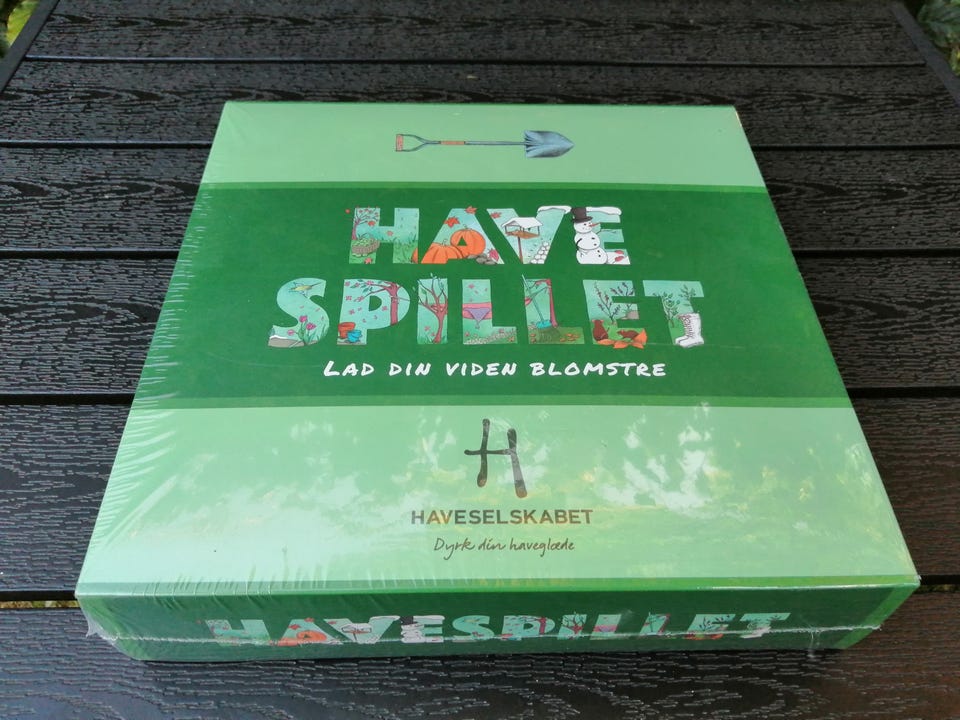 HAVE
SPILLET
LAD DIN VIDEN BLOMSTRE
H
HAVESELSKABET
Dyrk din haveglæde
HAVESPILLET